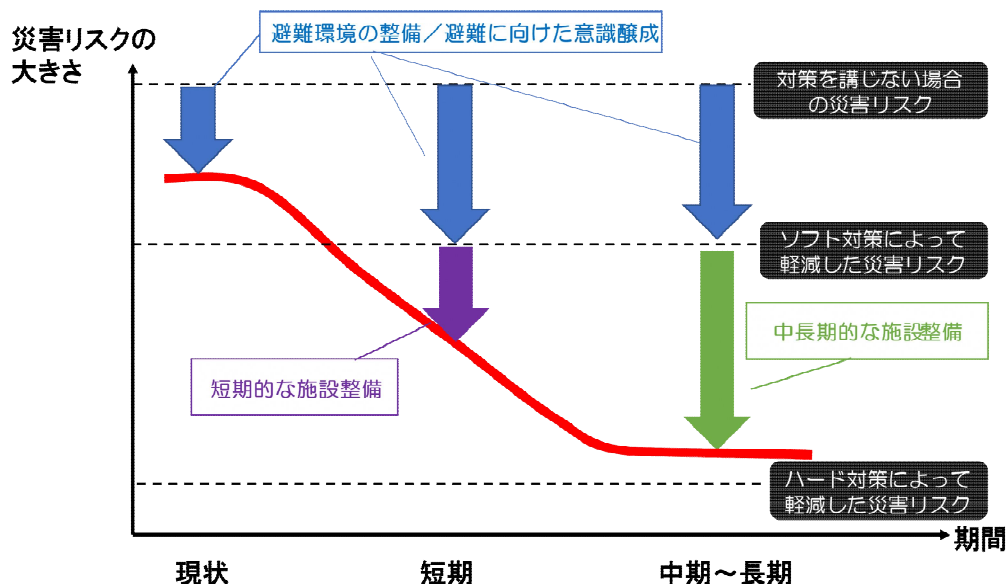 災害リスクの
大きさ
避難環境の整備／避難に向けた意識醸成
対策を講じない場合
の災害リスク
ソフト対策によって
軽減した災害リスク
中長期的な施設整備
短期的な施設整備
ハード対策によって
軽減した災害リスク
期間
現状
短期
中期～長期